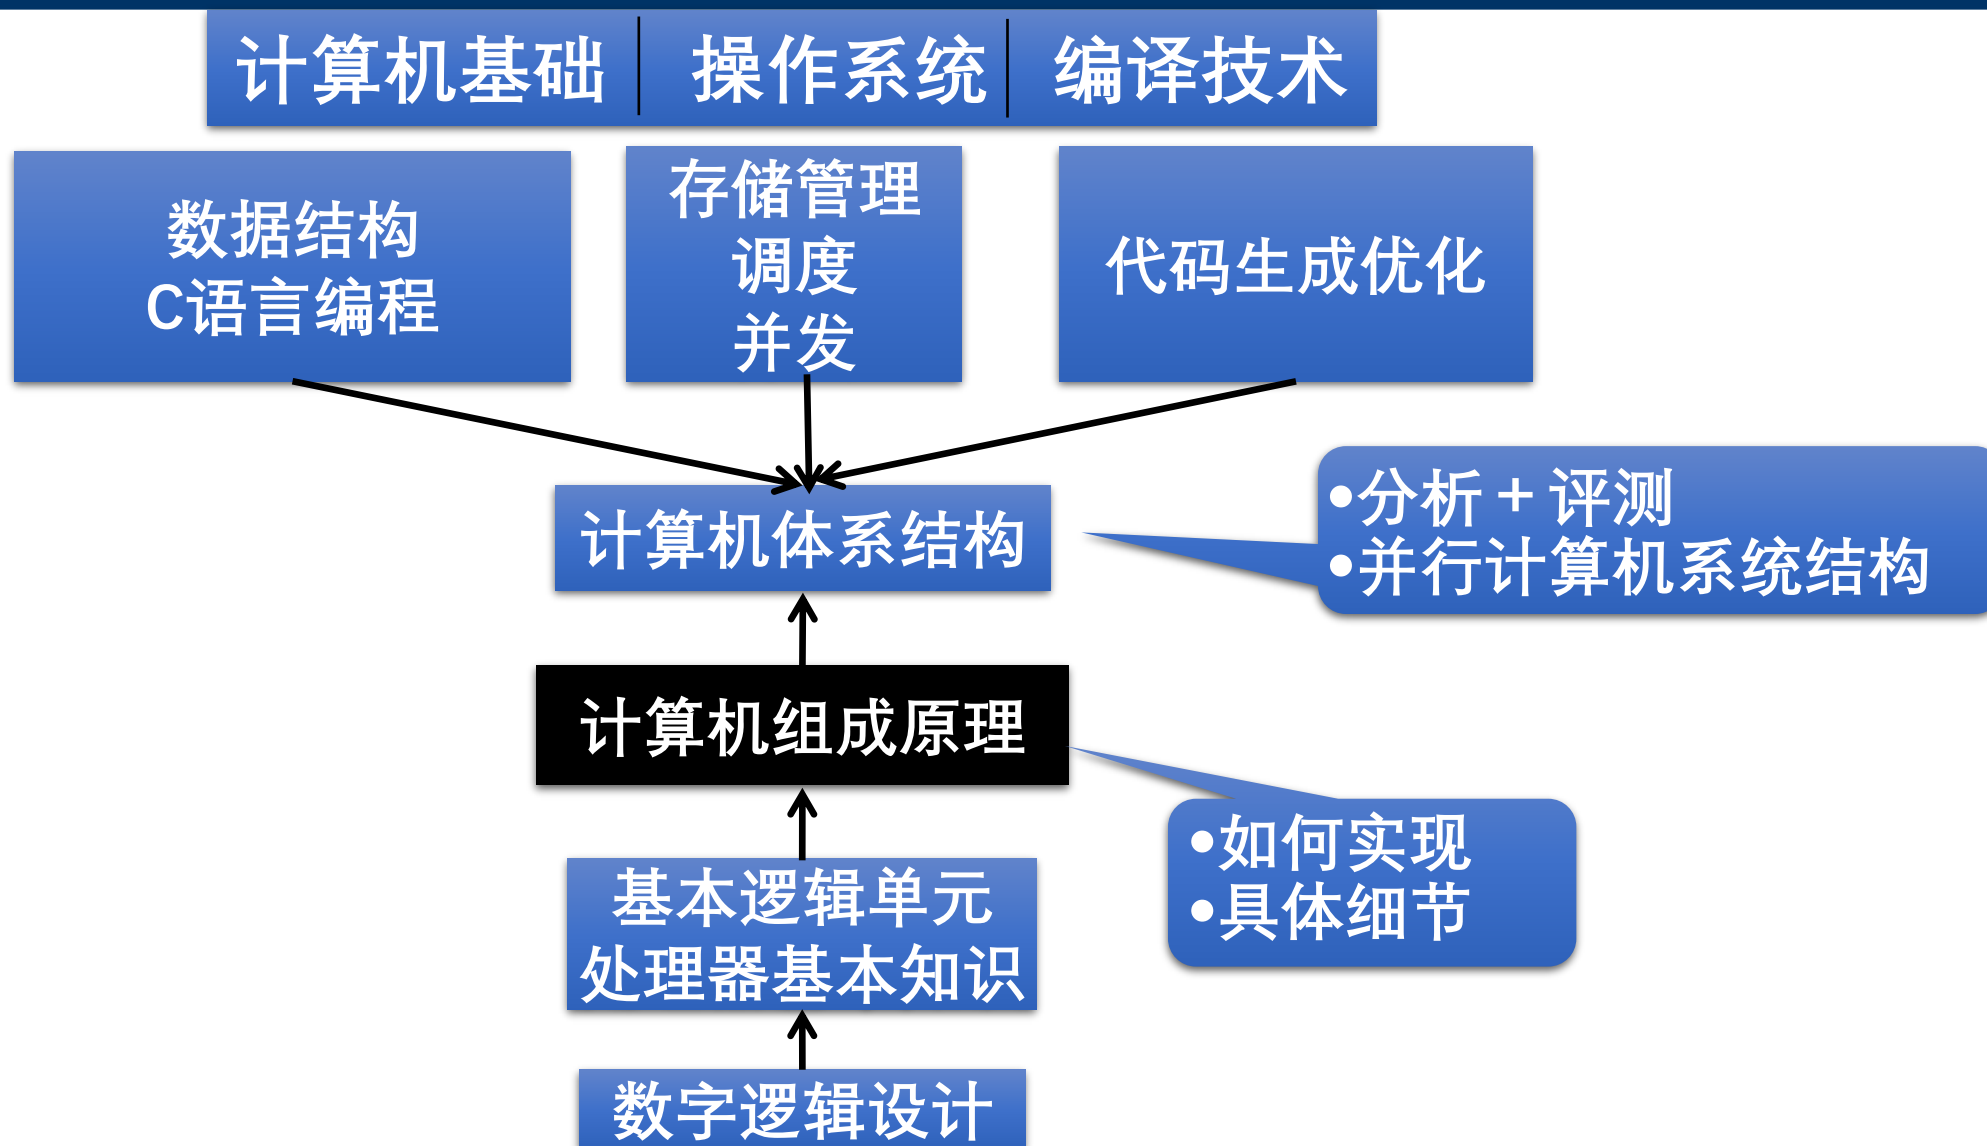 计算机基础 操作系统 编译技术
数据结构
C语言编程
存储管理
调度
并发
代码生成优化
计算机体系结构
•分析＋评测
•并行计算机系统结构
计算机组成原理
•如何实现
•具体细节
基本逻辑单元
处理器基本知识
数字逻辑设计